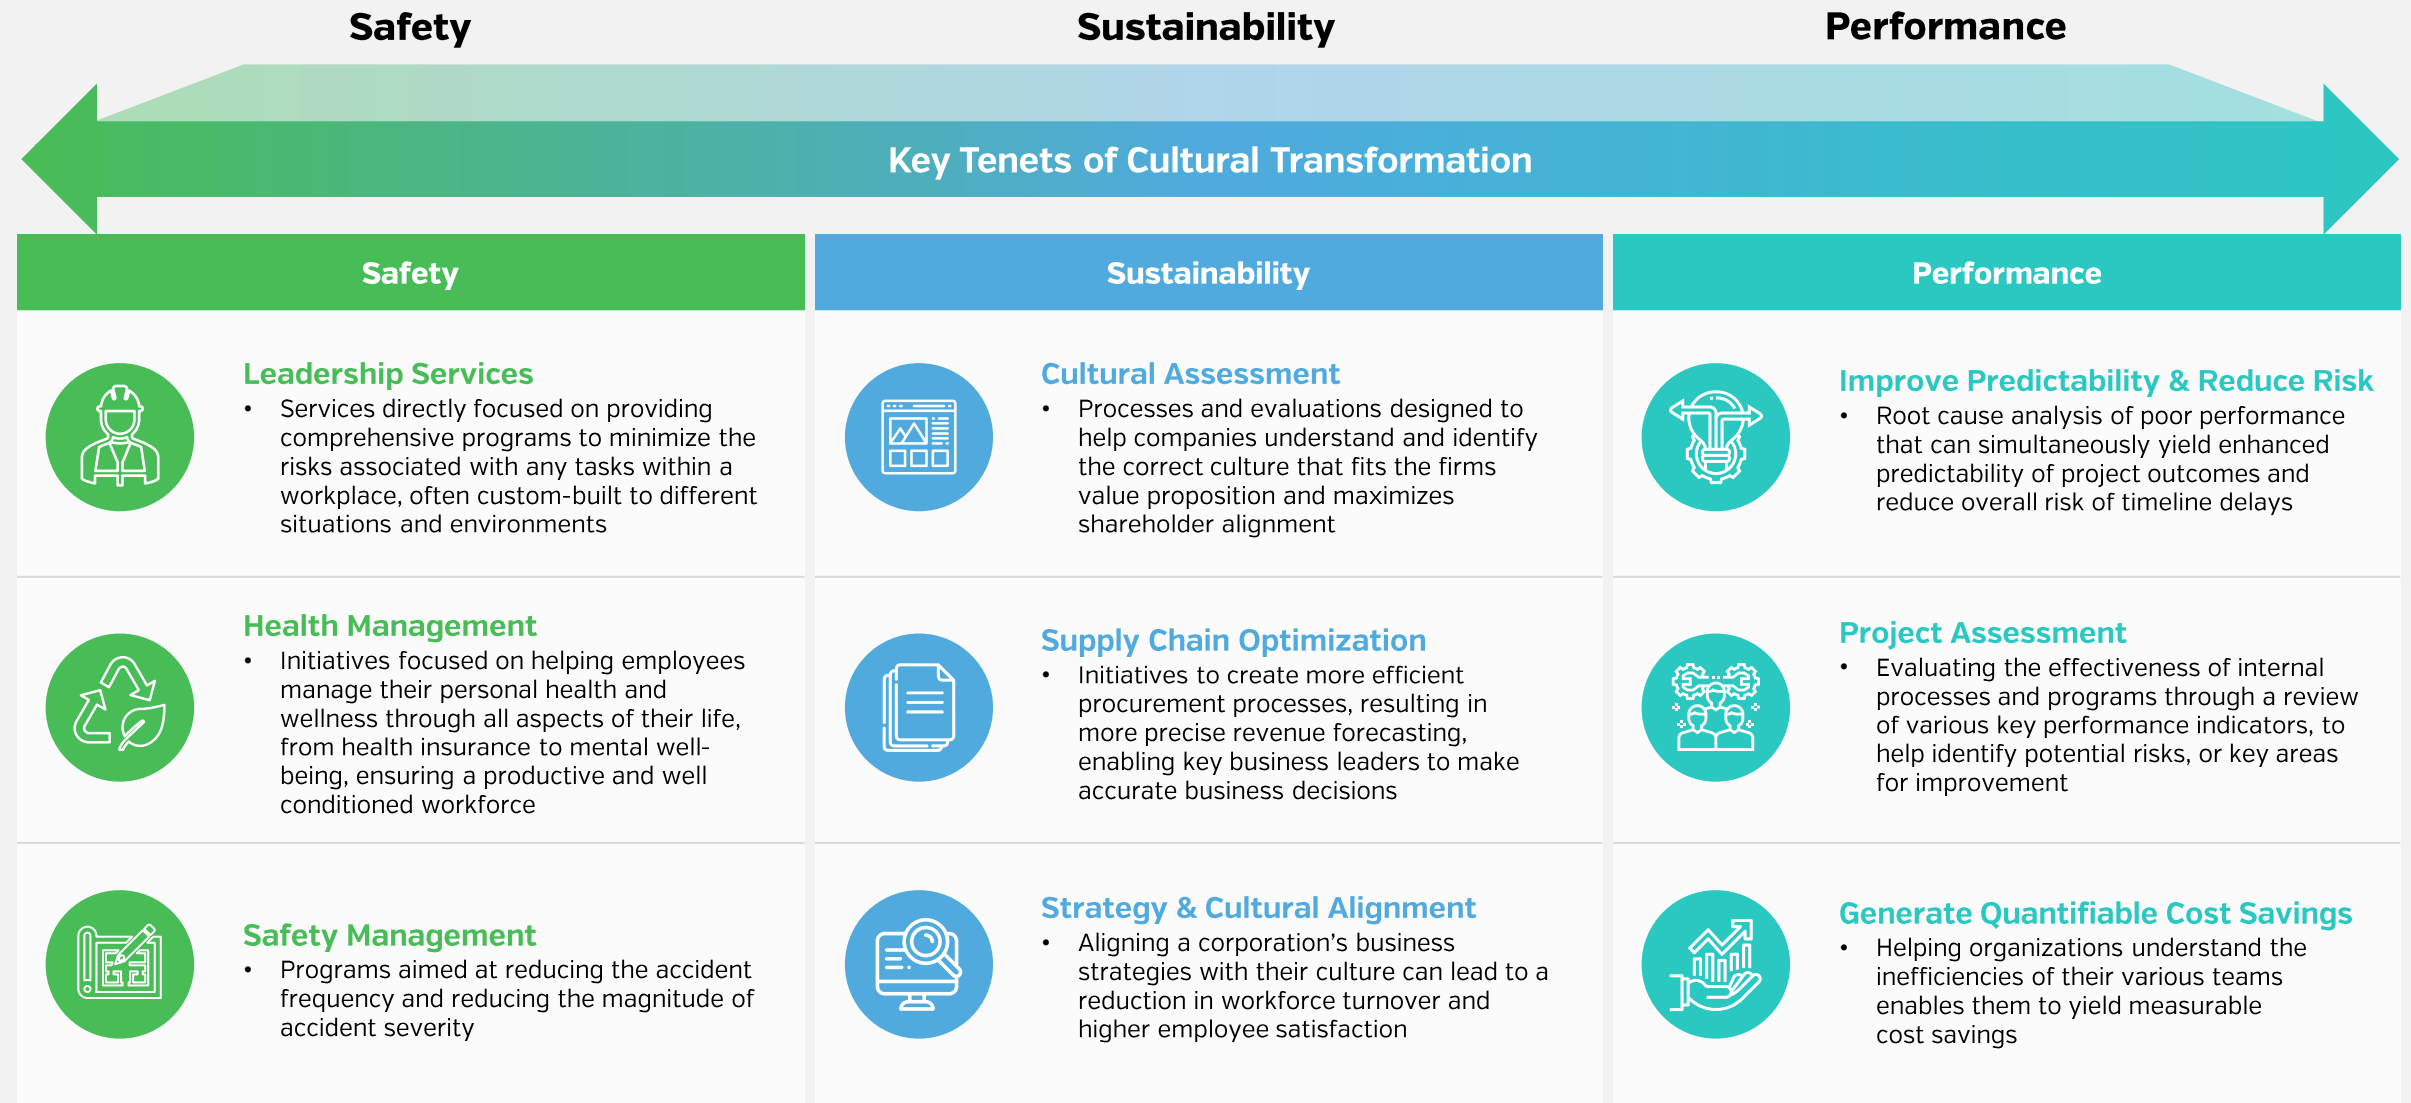 Safety
Sustainability
Performance
Key Tenets of Cultural Transformation
Safety
Leadership Services
• Services directly focused on providing
comprehensive programs to minimize the
risks associated with any tasks within a
workplace, often custom-built to different
situations and environments
Health Management
• Initiatives focused on helping employees
manage their personal health and
wellness through all aspects of their life,
from health insurance to mental well-
being, ensuring a productive and well
conditioned workforce
Safety Management
• Programs aimed at reducing the accident
frequency and reducing the magnitude of
accident severity
Sustainability
Cultural Assessment
• Processes and evaluations designed to
help companies understand and identify
the correct culture that fits the firms
value proposition and maximizes
shareholder alignment
Supply Chain Optimization
• Initiatives to create more efficient
procurement processes, resulting in
more precise revenue forecasting,
enabling key business leaders to make
accurate business decisions
Strategy & Cultural Alignment
• Aligning a corporation’s business
strategies with their culture can lead to a
reduction in workforce turnover and
higher employee satisfaction
Performance
Improve Predictability & Reduce Risk
• Root cause analysis of poor performance
that can simultaneously yield enhanced
predictability of project outcomes and
reduce overall risk of timeline delays
Project Assessment
• Evaluating the effectiveness of internal
processes and programs through a review
of various key performance indicators, to
help identify potential risks, or key areas
for improvement
Generate Quantifiable Cost Savings
• Helping organizations understand the
inefficiencies of their various teams
enables them to yield measurable
cost savings